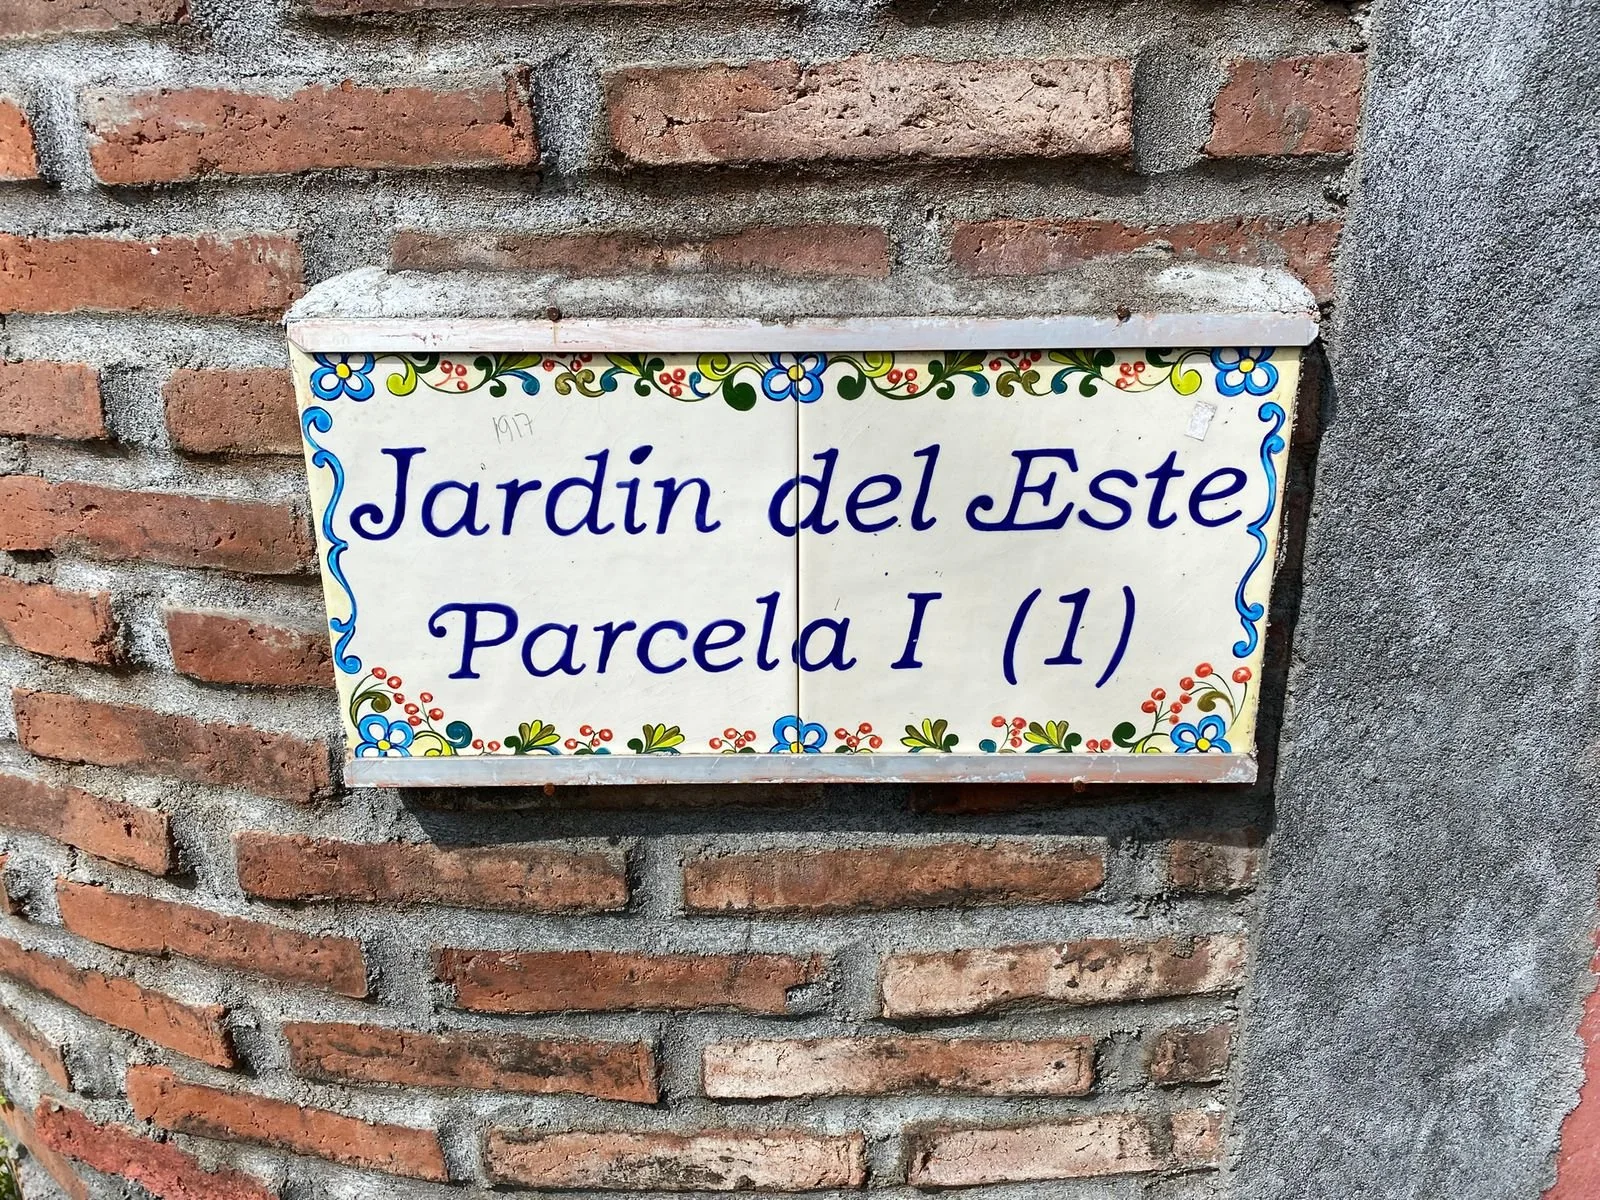 1917
Jardin del Este
Parcela I (1)